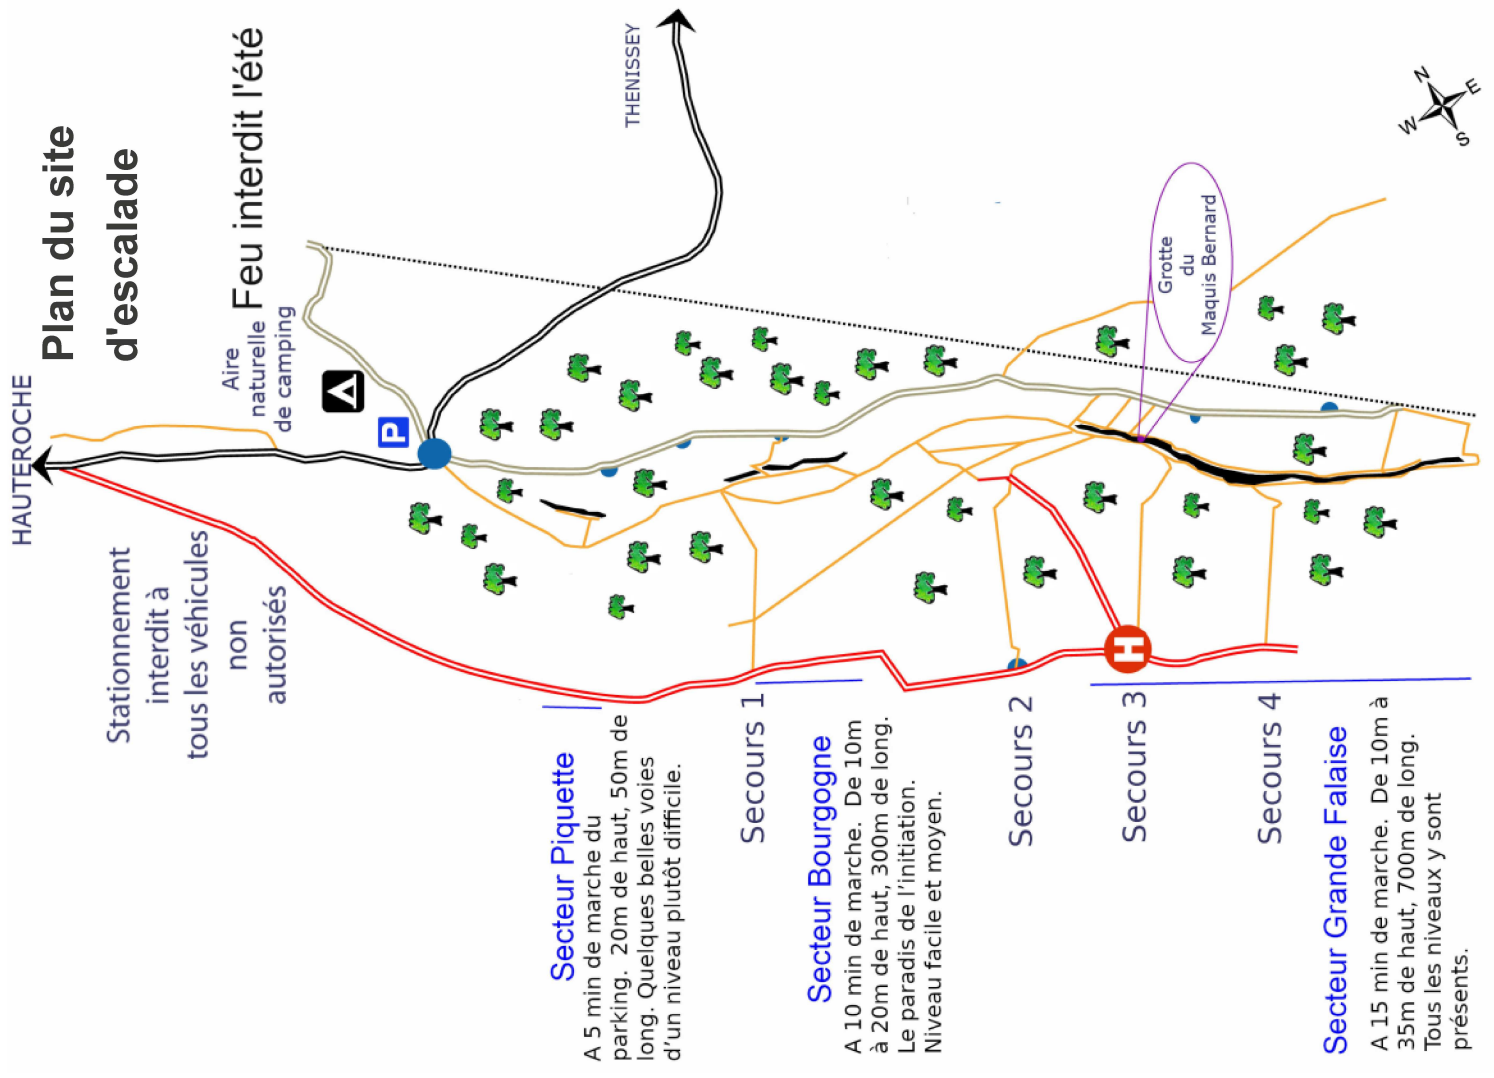 Plan du site
d'escalade
HAUTEROCHE
Feu interdit l'été
Aire
naturelle
de camping
P
THENISSEY
N
E
S
W
Stationnement
interdit à
tous les véhicules
non
autorisés
Grotte
du
Maquis Bernard
H
Secteur Piquette
A 5 min de marche du
parking. 20m de haut, 50m de
long. Quelques belles voies
d'un niveau plutôt difficile.
Secours 1
Secteur Bourgogne
A 10 min de marche. De 10m
à 20m de haut, 300m de long.
Le paradis de l'initiation.
Niveau facile et moyen.
Secours 2
Secours 3
Secours 4
Secteur Grande Falaise
A 15 min de marche. De 10m à
35m de haut, 700m de long.
Tous les niveaux y sont
présents.